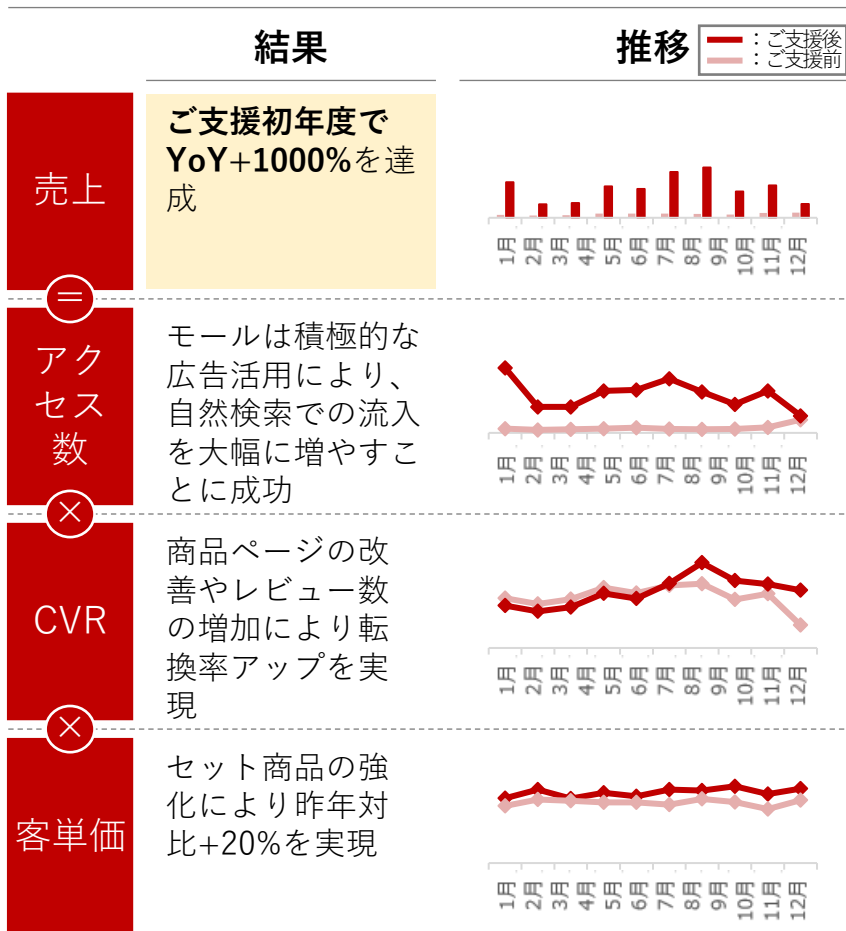 結果
推移
：ご支援後
：ご支援前
売上
ご支援初年度で
YoY+1000%を達
成
1月
2月
3月
4月
5月
6月
7月
8月
9月
10月
11月
12月
＝
アク
セス
数
モールは積極的な
広告活用により、
自然検索での流入
を大幅に増やすこ
とに成功
1月
2月
3月
4月
5月
6月
7月
8月
9月
10月
11月
12月
×
CVR
商品ページの改
善やレビュー数
の増加により転
換率アップを実
現
1月
2月
3月
4月
5月
6月
7月
8月
9月
10月
11月
12月
×
客単価
セット商品の強
化により昨年対
比+20%を実現
1月
2月
3月
4月
5月
6月
7月
8月
9月
10月
11月
12月